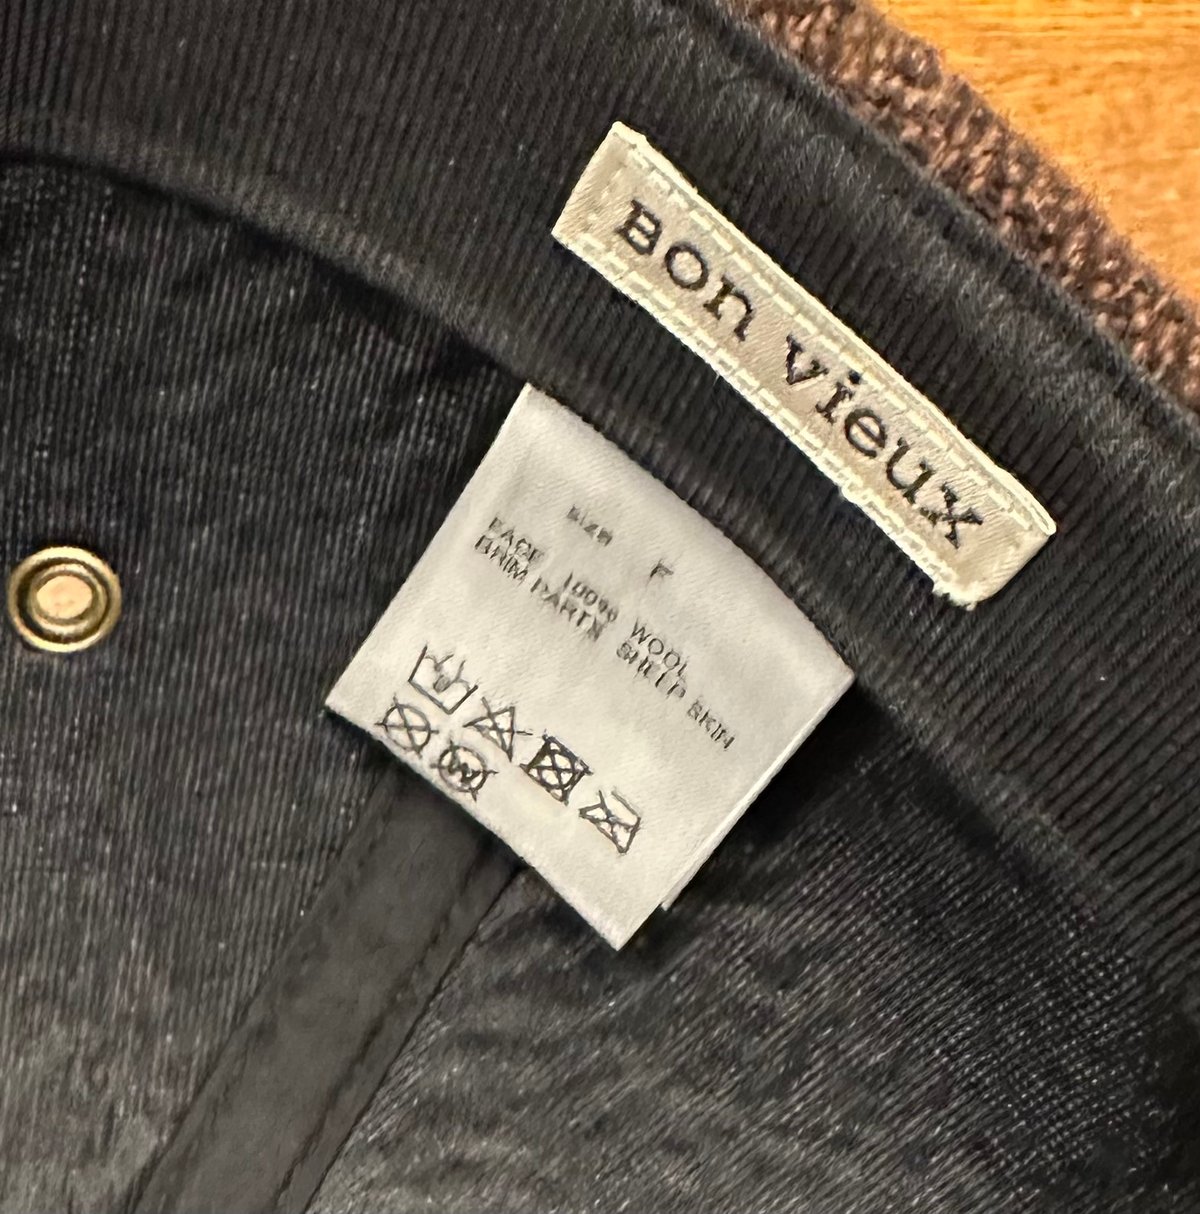 Bon vieux
SIZE F
FACE 100% WOOL
BRIM PARTS SHEEP SKIN